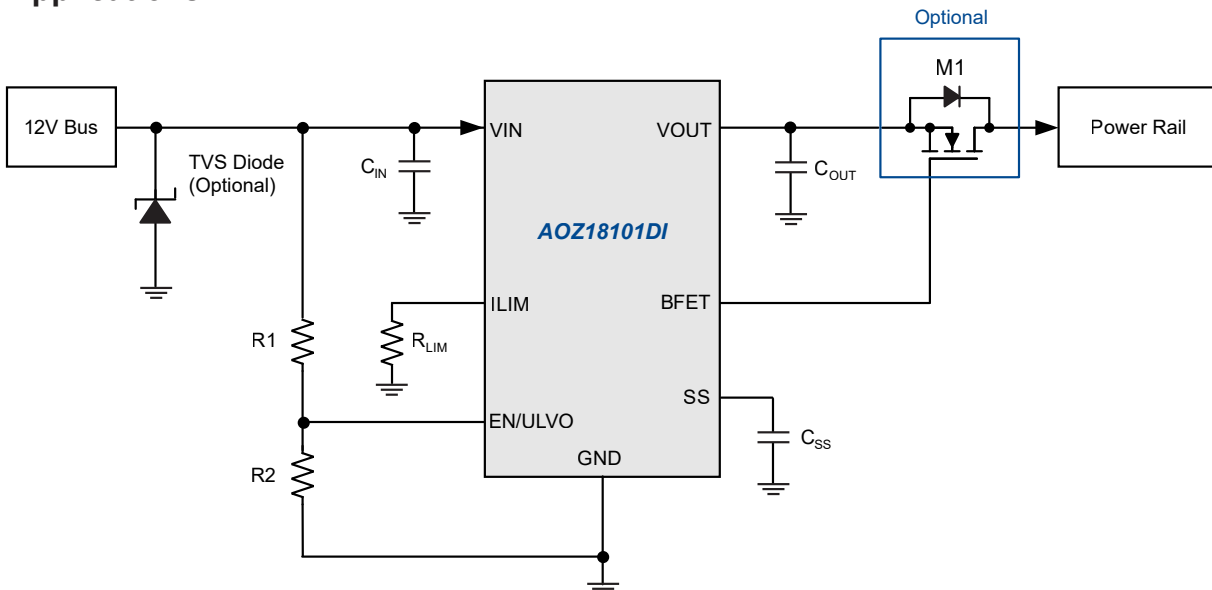 Optional
M1
12V Bus
VIN
VOUT
Power Rail
TVS Diode
(Optional)
CIN
COUT
AOZ18101DI
ILIM
BFET
R1
RLIM
SS
EN/ULVO
CSS
R2
GND